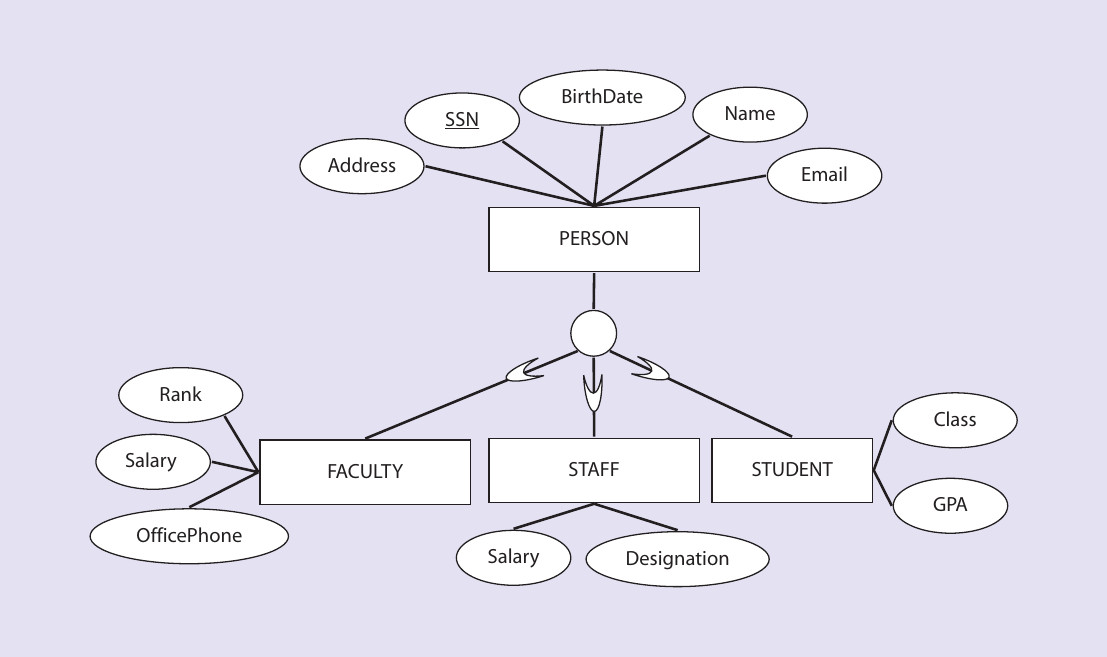 BirthDate
SSN
Name
Address
Email
PERSON
Rank
Class
Salary
FACULTY
STAFF
STUDENT
GPA
OfficePhone
Salary
Designation